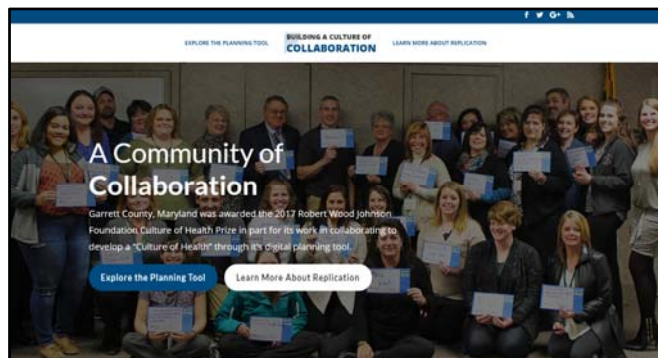 EXPLORE THE PLANNING TOOL
BUILDING A CULTURE OF
COLLABORATION
LEARN MORE ABOUT REPLICATION
A Community of
Collaboration
Garrett County, Maryland was awarded the 2017 Robert Wood Johnson
Foundation Culture of Health Prize in part for its work in collaborating to
develop a "Culture of Health" through it's digital planning tool.
Explore the Planning Tool
Learn More About Replication